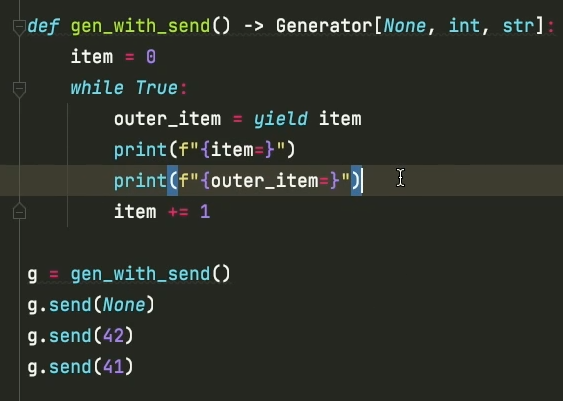 def gen_with_send() -> Generator[None, int, str]:
    item = 0
    while True:
        outer_item = yield item
        print(f"{item=}")
        print(f"{outer_item=}")
        item += 1

g = gen_with_send()
g.send(None)
g.send(42)
g.send(41)